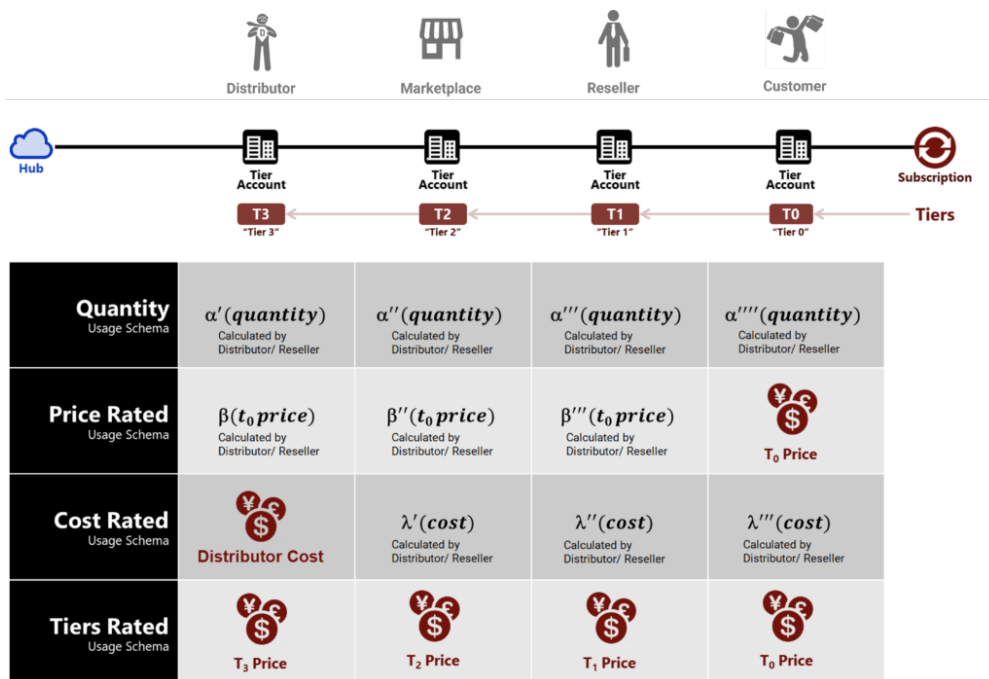 D
Distributor
Marketplace
Reseller
Customer
Hub
Tier
Account
Tier
Account
Tier
Account
Tier
Account
Subscription
T3
T2
T1
T0
Tiers
"Tier 3"
"Tier 2"
"Tier 1"
"Tier 0"
Quantity
Usage Schema
α′(quantity)
Calculated by
Distributor/ Reseller
α′′(quantity)
Calculated by
Distributor/ Reseller
α′′′(quantity)
Calculated by
Distributor/ Reseller
α′′′′(quantity)
Calculated by
Distributor/ Reseller
Price Rated
Usage Schema
β(t₀ price)
Calculated by
Distributor/ Reseller
β′′(t₀ price)
Calculated by
Distributor/ Reseller
β′′′(t₀ price)
Calculated by
Distributor/ Reseller
¥ £
$
T₀ Price
Cost Rated
Usage Schema
¥ £
$
Distributor Cost
λ′(cost)
Calculated by
Distributor/ Reseller
λ′′(cost)
Calculated by
Distributor/ Reseller
λ′′′(cost)
Calculated by
Distributor/ Reseller
Tiers Rated
Usage Schema
¥ £
$
T₃ Price
¥ £
$
T₂ Price
¥ £
$
T₁ Price
¥ £
$
T₀ Price